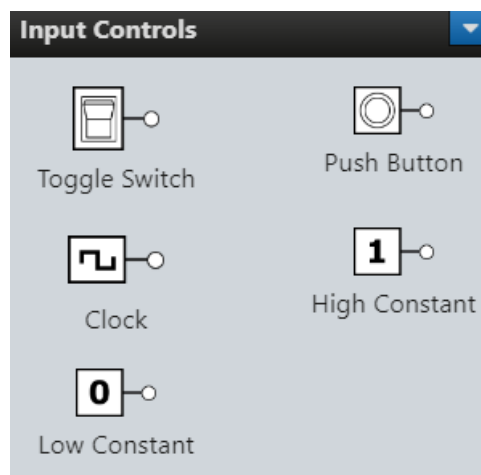 Input Controls
Toggle Switch
Push Button
Clock
1
High Constant
0
Low Constant